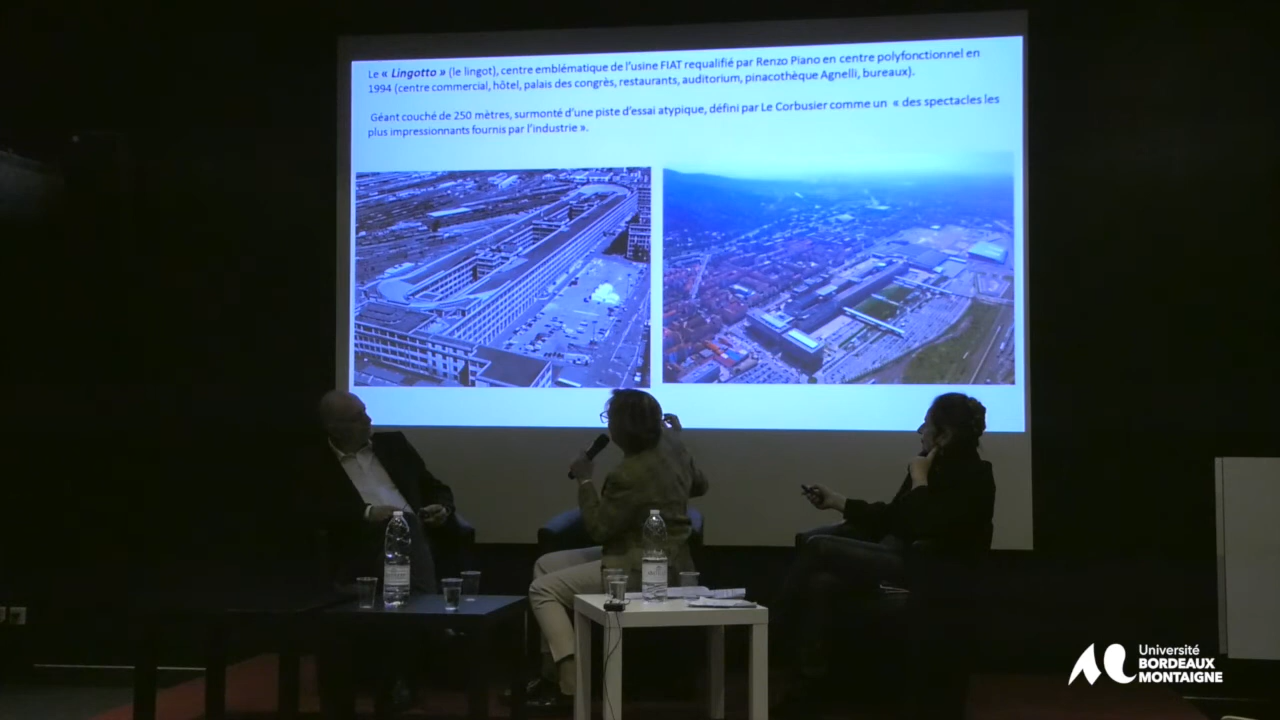 Le « Lingotto » (le lingot), centre emblématique de l'usine FIAT requalifié par Renzo Piano en centre polyfonctionnel en
1994 (centre commercial, hôtel, palais des congrès, restaurants, auditorium, pinacothèque Agnelli, bureaux).
Géant couché de 250 mètres, surmonté d'une piste d'essai atypique, défini par Le Corbusier comme un « des spectacles les
plus impressionnants fournis par l'industrie ».
Université
BORDEAUX
MONTAIGNE